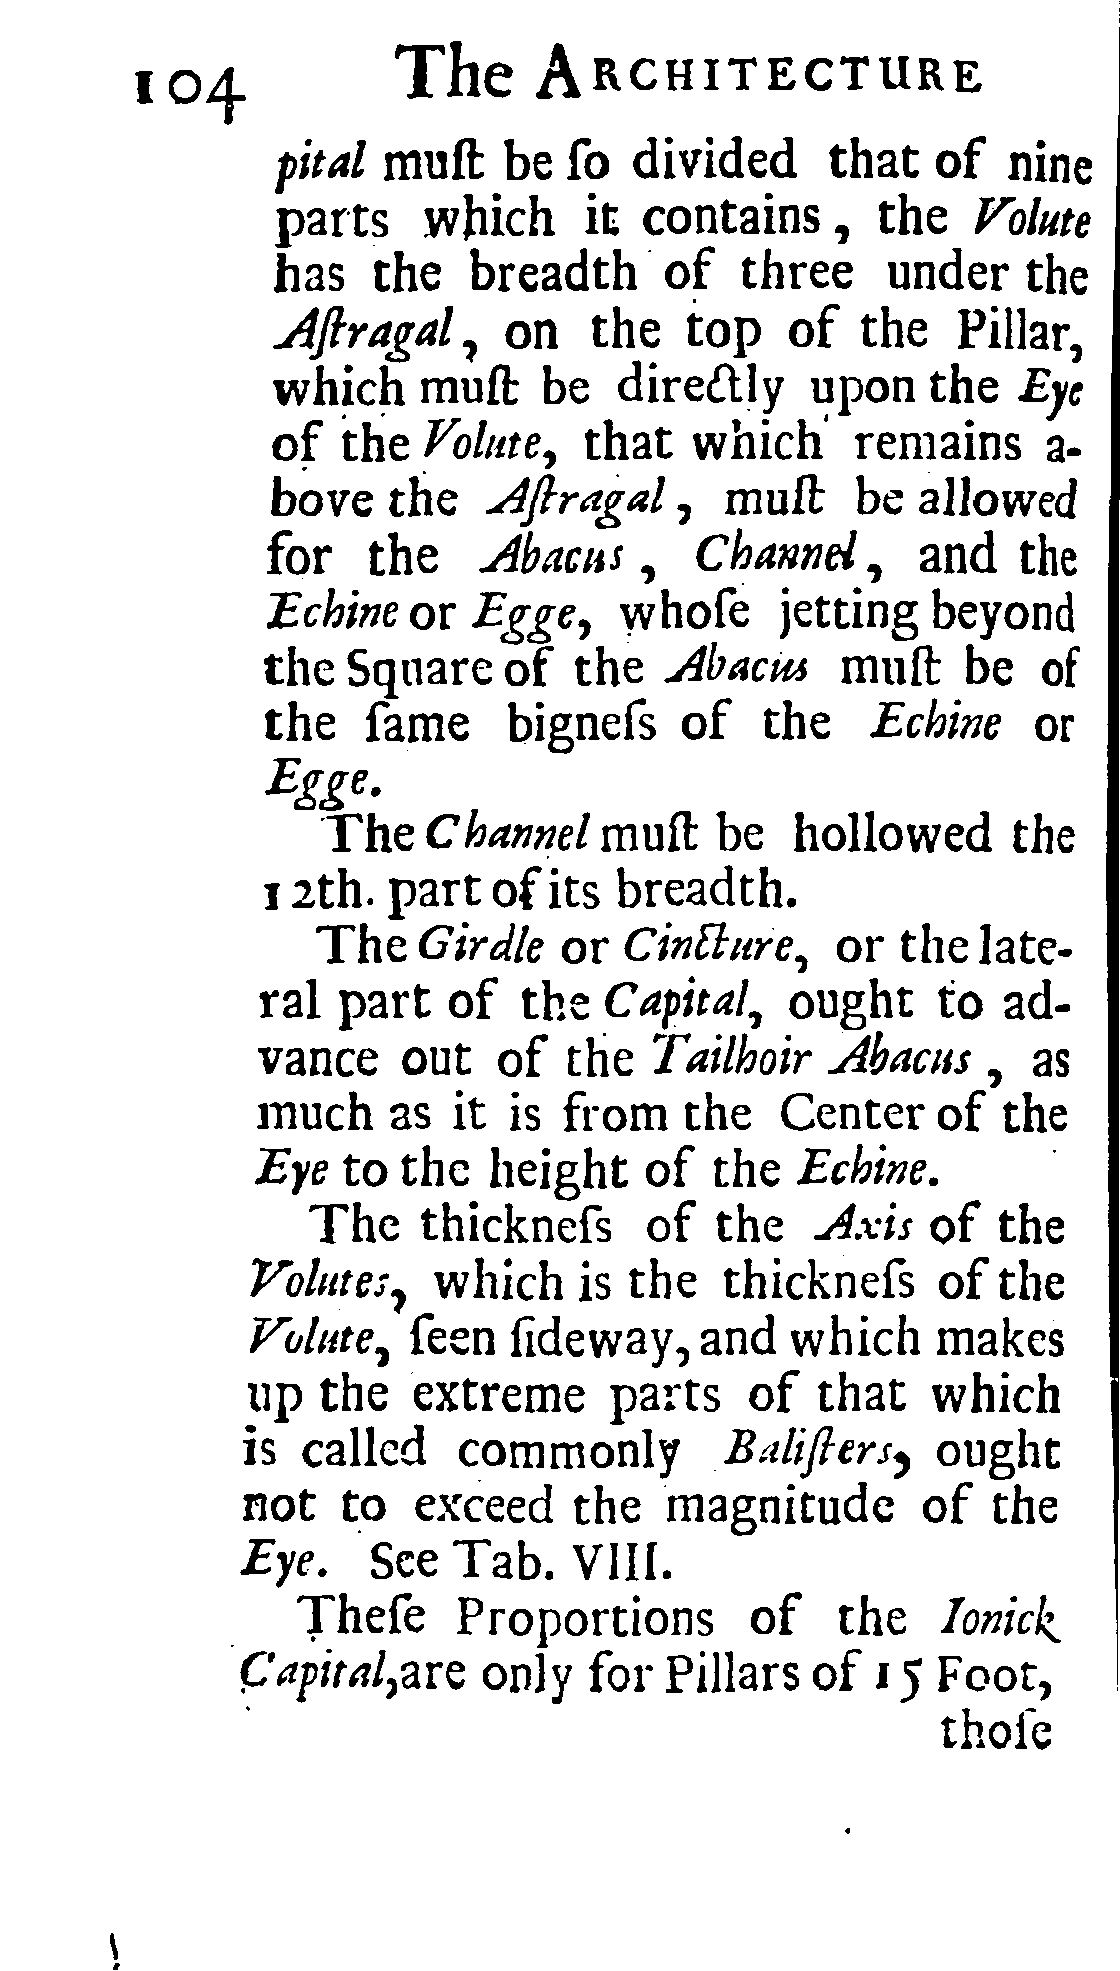 104 The ARCHITECTURE
pital muſt be ſo divided that of nine
parts which it contains, the Volute
has the breadth of three under the
Aſtragal, on the top of the Pillar,
which muſt be directly upon the Eye
of the Volute, that which remains a-
bove the Aſtragal, muſt be allowed
for the Abacus, Channel, and the
Echine or Egge, whoſe jetting beyond
the Square of the Abacus muſt be of
the ſame bigneſs of the Echine or
Egge.
The Channel muſt be hollowed the
12th. part of its breadth.
The Girdle or Cincture, or the late-
ral part of the Capital, ought to ad-
vance out of the Tailhoir Abacus, as
much as it is from the Center of the
Eye to the height of the Echine.
The thickneſs of the Axis of the
Volutes, which is the thickneſs of the
Volute, ſeen ſideway, and which makes
up the extreme parts of that which
is called commonly Baliſters, ought
not to exceed the magnitude of the
Eye. See Tab. VIII.
Theſe Proportions of the Ionick
Capital, are only for Pillars of 15 Foot,
thoſe